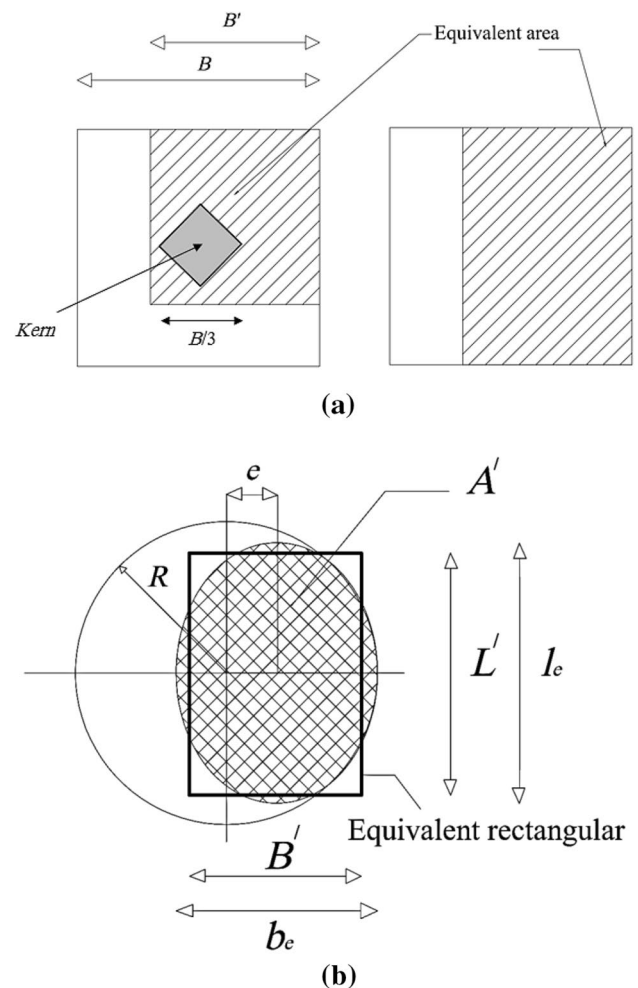 B'
B
Equivalent area
Kern
B/3
(a)
e
A/
R
L/
le
Equivalent rectangular
B/
be
(b)